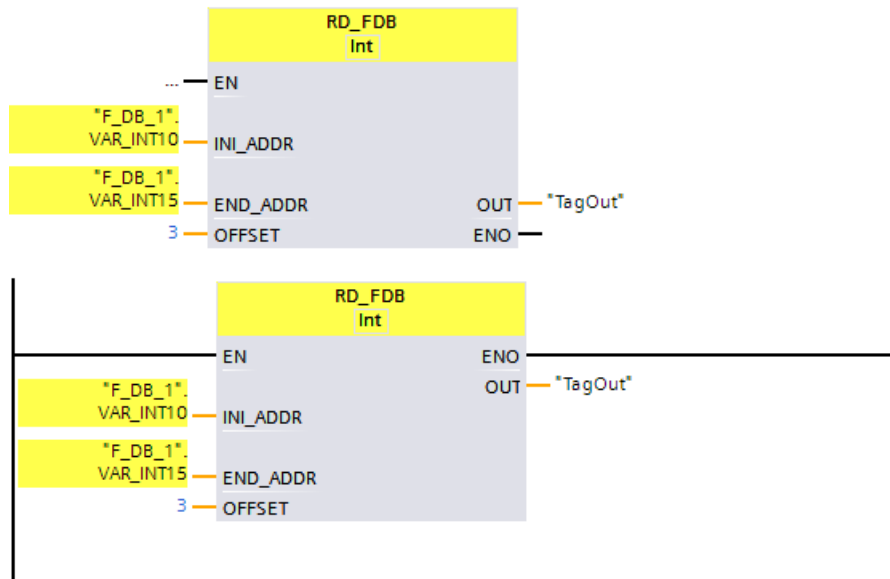 RD_FDB
Int
... EN
"F_DB_1".
VAR_INT10 INI_ADDR
"F_DB_1".
VAR_INT15 END_ADDR OUT "TagOut"
3 OFFSET ENO
RD_FDB
Int
EN ENO
OUT "TagOut"
"F_DB_1".
VAR_INT10 INI_ADDR
"F_DB_1".
VAR_INT15 END_ADDR
3 OFFSET